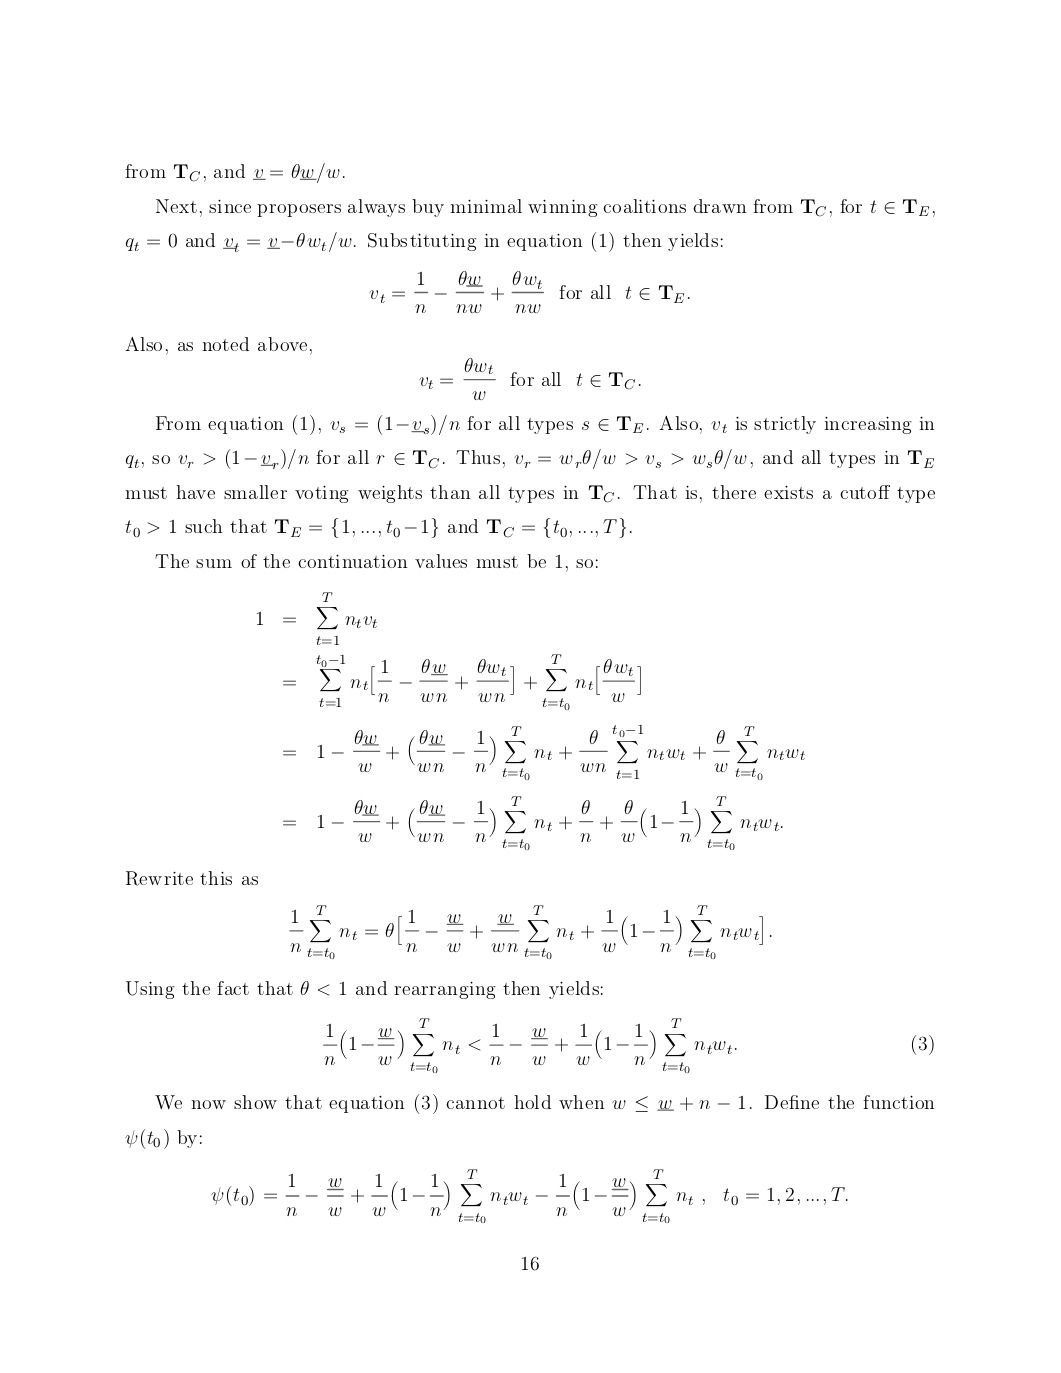 from $\mathbf{T}_C$, and $\underline{v} = \theta\underline{w}/w$.
Next, since proposers always buy minimal winning coalitions drawn from $\mathbf{T}_C$, for $t \in \mathbf{T}_E$,
$q_t = 0$ and $\underline{v}_t = \underline{v} - \theta w_t/w$. Substituting in equation (1) then yields:
$v_t = \frac{1}{n} - \frac{\theta\underline{w}}{nw} + \frac{\theta w_t}{nw}$ for all $t \in \mathbf{T}_E$.
Also, as noted above,
$v_t = \frac{\theta w_t}{w}$ for all $t \in \mathbf{T}_C$.
From equation (1), $v_s = (1-\underline{v}_s)/n$ for all types $s \in \mathbf{T}_E$. Also, $v_t$ is strictly increasing in
$q_t$, so $v_r > (1-\underline{v}_r)/n$ for all $r \in \mathbf{T}_C$. Thus, $v_r = w_r\theta/w > v_s > w_s\theta/w$, and all types in $\mathbf{T}_E$
must have smaller voting weights than all types in $\mathbf{T}_C$. That is, there exists a cutoff type
$t_0 > 1$ such that $\mathbf{T}_E = \{1, ..., t_0-1\}$ and $\mathbf{T}_C = \{t_0, ..., T\}$.
The sum of the continuation values must be 1, so:
$1 = \sum_{t=1}^{T} n_t v_t$
$= \sum_{t=1}^{t_0-1} n_t \big[\frac{1}{n} - \frac{\theta\underline{w}}{wn} + \frac{\theta w_t}{wn}\big] + \sum_{t=t_0}^{T} n_t \big[\frac{\theta w_t}{w}\big]$
$= 1 - \frac{\theta\underline{w}}{w} + \big(\frac{\theta\underline{w}}{wn} - \frac{1}{n}\big) \sum_{t=t_0}^{T} n_t + \frac{\theta}{wn} \sum_{t=1}^{t_0-1} n_t w_t + \frac{\theta}{w} \sum_{t=t_0}^{T} n_t w_t$
$= 1 - \frac{\theta\underline{w}}{w} + \big(\frac{\theta\underline{w}}{wn} - \frac{1}{n}\big) \sum_{t=t_0}^{T} n_t + \frac{\theta}{n} + \frac{\theta}{w}\big(1-\frac{1}{n}\big) \sum_{t=t_0}^{T} n_t w_t.$
Rewrite this as
$\frac{1}{n} \sum_{t=t_0}^{T} n_t = \theta\big[\frac{1}{n} - \frac{\underline{w}}{w} + \frac{\underline{w}}{wn} \sum_{t=t_0}^{T} n_t + \frac{1}{w}\big(1-\frac{1}{n}\big) \sum_{t=t_0}^{T} n_t w_t\big].$
Using the fact that $\theta < 1$ and rearranging then yields:
$\frac{1}{n}\big(1-\frac{\underline{w}}{w}\big) \sum_{t=t_0}^{T} n_t < \frac{1}{n} - \frac{\underline{w}}{w} + \frac{1}{w}\big(1-\frac{1}{n}\big) \sum_{t=t_0}^{T} n_t w_t.$ (3)
We now show that equation (3) cannot hold when $w \leq \underline{w} + n - 1$. Define the function
$\psi(t_0)$ by:
$\psi(t_0) = \frac{1}{n} - \frac{\underline{w}}{w} + \frac{1}{w}\big(1-\frac{1}{n}\big) \sum_{t=t_0}^{T} n_t w_t - \frac{1}{n}\big(1-\frac{\underline{w}}{w}\big) \sum_{t=t_0}^{T} n_t \ , \ \ t_0 = 1, 2, ..., T.$
16